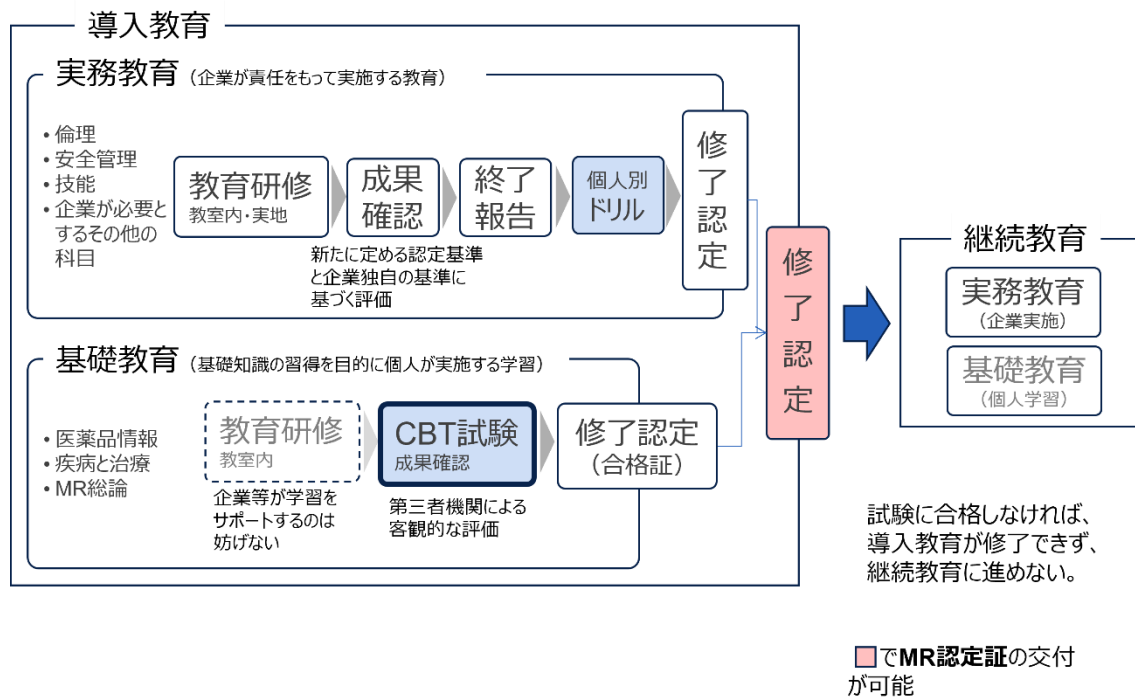 導入教育
実務教育（企業が責任をもって実施する教育）
• 倫理
• 安全管理
• 技能
• 企業が必要と
するその他の
科目
教育研修
教室内・実地
成果
確認
終了
報告
個人別
ドリル
修了認定
新たに定める認定基準
と企業独自の基準に
基づく評価
基礎教育（基礎知識の習得を目的に個人が実施する学習）
• 医薬品情報
• 疾病と治療
• MR総論
教育研修
教室内
CBT試験
成果確認
修了認定
（合格証）
企業等が学習を
サポートするのは
妨げない
第三者機関による
客観的な評価
修了認定
継続教育
実務教育
（企業実施）
基礎教育
（個人学習）
試験に合格しなければ、
導入教育が修了できず、
継続教育に進めない。
でMR認定証の交付
が可能